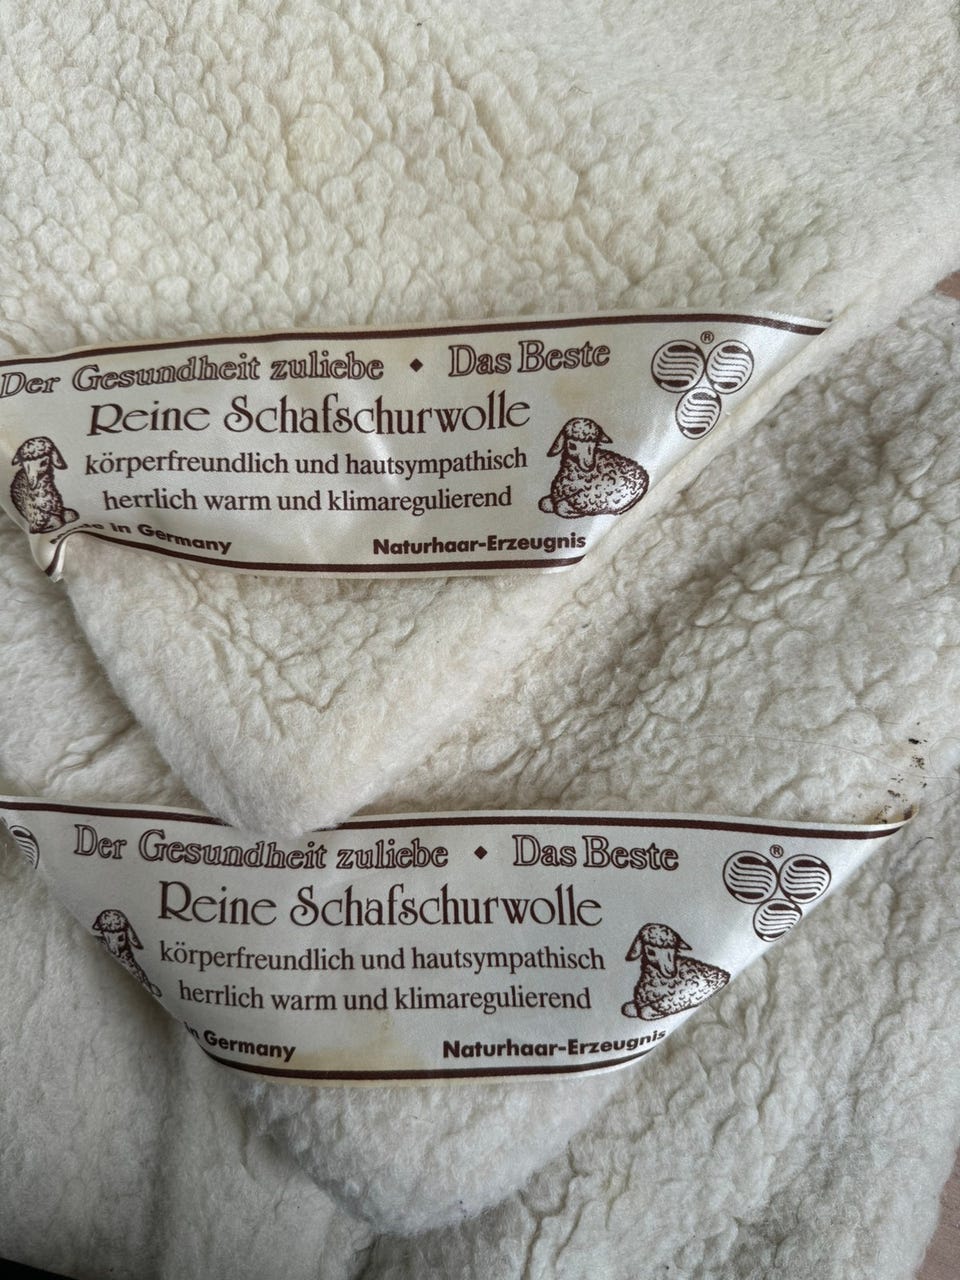 Der Gesundheit zuliebe ◆ Das Beste
®
Reine Schafschurwolle
körperfreundlich und hautsympathisch
herrlich warm und klimaregulierend
in Germany
Naturhaar-Erzeugnis
Der Gesundheit zuliebe ◆ Das Beste
®
Reine Schafschurwolle
körperfreundlich und hautsympathisch
herrlich warm und klimaregulierend
in Germany
Naturhaar-Erzeugnis